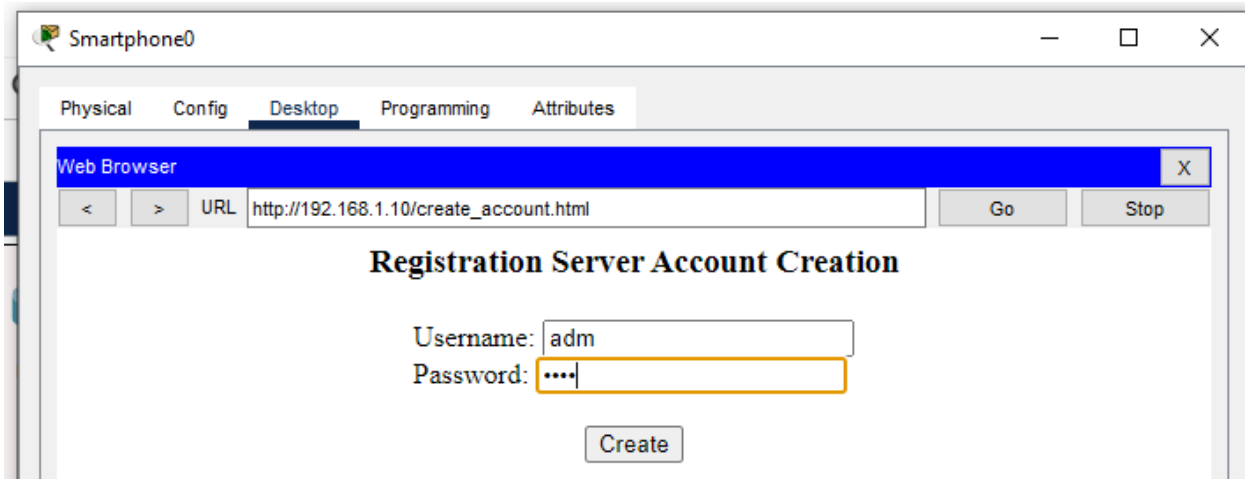 Smartphone0
Physical Config Desktop Programming Attributes
Web Browser X
< > URL http://192.168.1.10/create_account.html Go Stop
Registration Server Account Creation
Username: adm
Password: ••••
Create